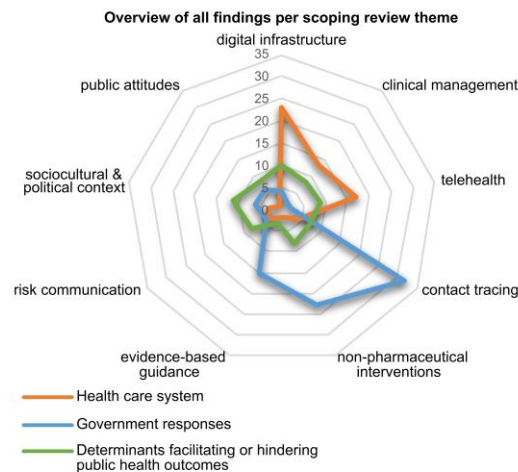 Overview of all findings per scoping review theme
digital infrastructure
35
30
25
20
15
10
5
0
public attitudes
clinical management
sociocultural &
political context
telehealth
risk communication
contact tracing
evidence-based
guidance
non-pharmaceutical
interventions
Health care system
Government responses
Determinants facilitating or hindering
public health outcomes